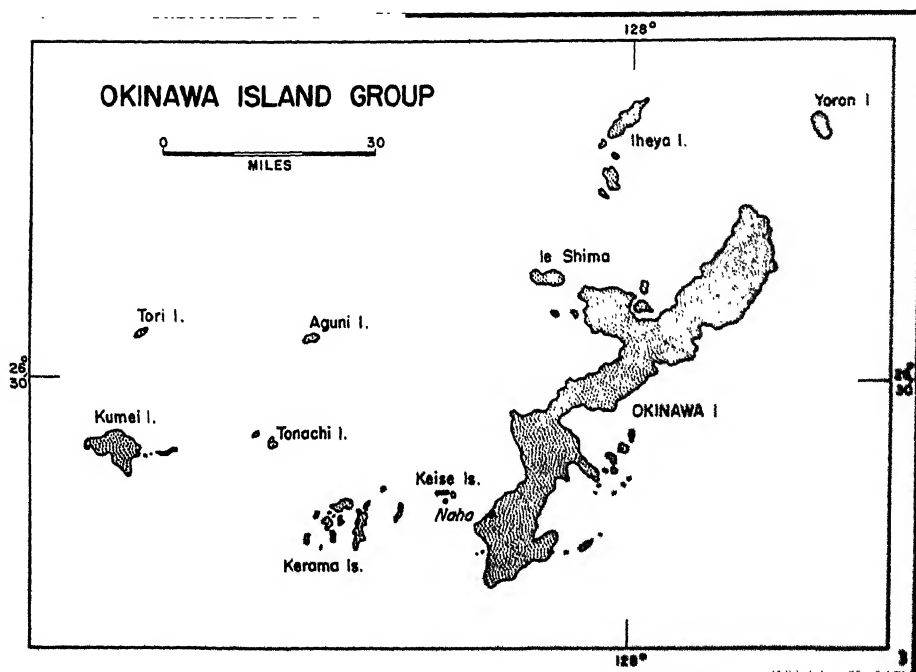 128°
OKINAWA ISLAND GROUP
0 30
MILES
Yoron I
Iheya I.
Ie Shima
Tori I.
Aguni I.
26°
30
26°
30
Kumei I.
Tonachi I.
OKINAWA I
Keise Is.
Naha
Kerama Is.
128°